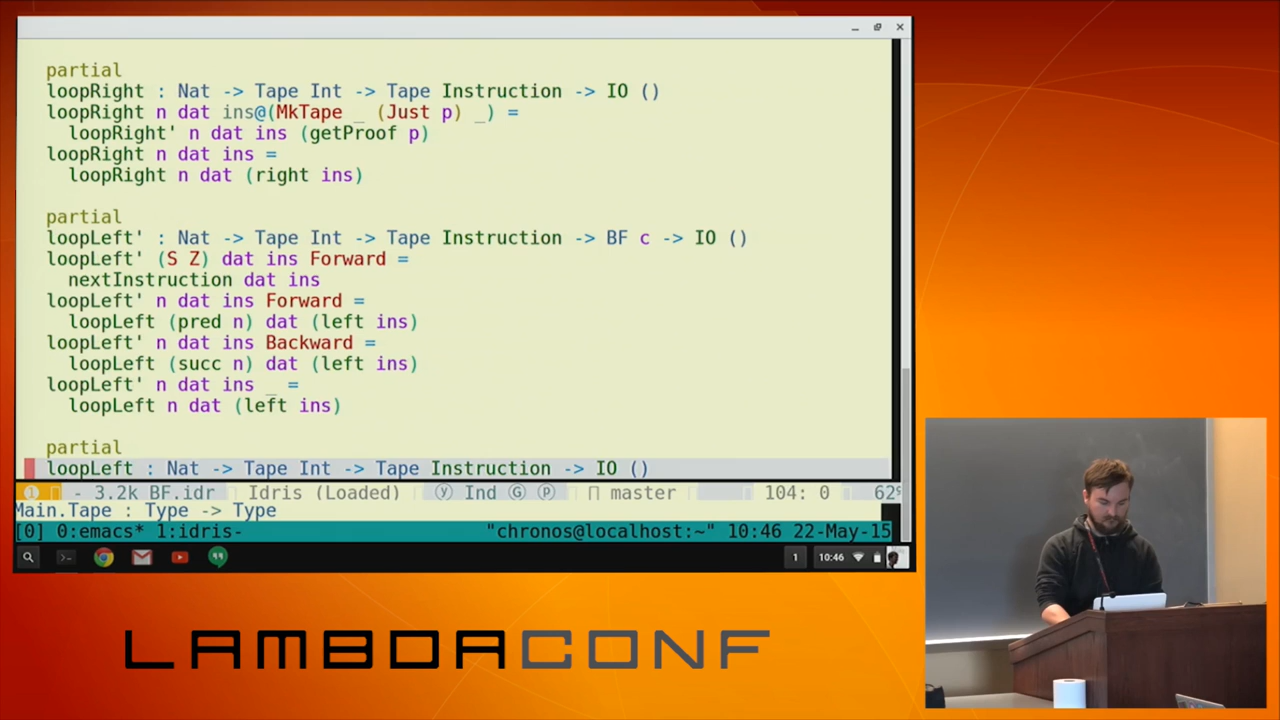 partial
loopRight : Nat -> Tape Int -> Tape Instruction -> IO ()
loopRight n dat ins@(MkTape _ (Just p) _) =
  loopRight' n dat ins (getProof p)
loopRight n dat ins =
  loopRight n dat (right ins)
partial
loopLeft' : Nat -> Tape Int -> Tape Instruction -> BF c -> IO ()
loopLeft' (S Z) dat ins Forward =
  nextInstruction dat ins
loopLeft' n dat ins Forward =
  loopLeft (pred n) dat (left ins)
loopLeft' n dat ins Backward =
  loopLeft (succ n) dat (left ins)
loopLeft' n dat ins _ =
  loopLeft n dat (left ins)
partial
loopLeft : Nat -> Tape Int -> Tape Instruction -> IO ()
- 3.2k BF.idr Idris (Loaded) y Ind G P master 104: 0 62
Main.Tape : Type -> Type
[0] 0:emacs* 1:idris- "chronos@localhost:~" 10:46 22-May-15
1 10:46
LAMBDACONF